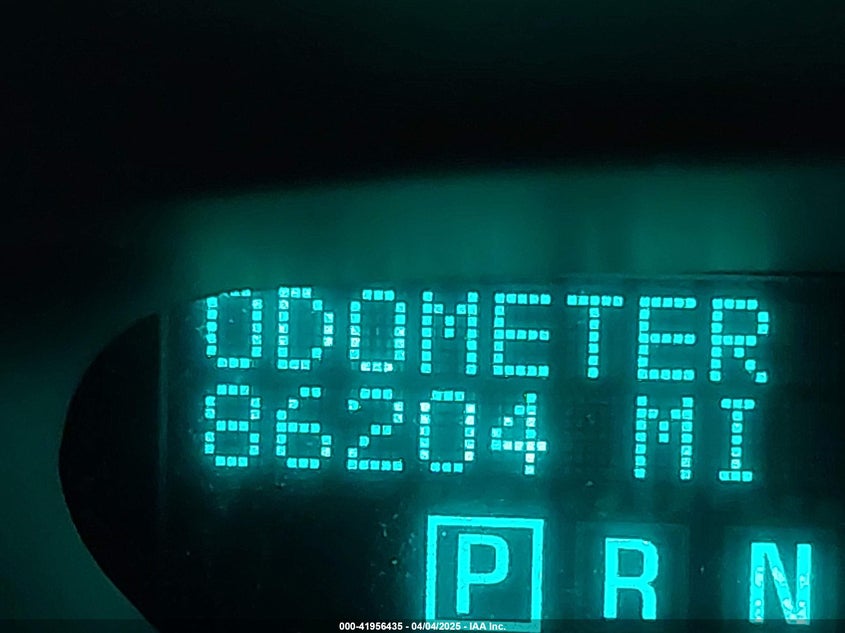 ODOMETER
86204 MI
P R N
000-41956435 - 04/04/2025 - IAA Inc.